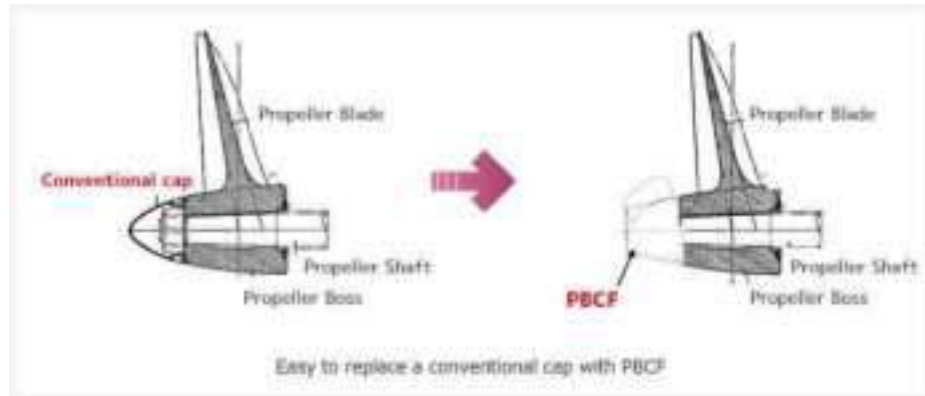 Propeller Blade
Conventional cap
Propeller Shaft
Propeller Boss
Propeller Blade
Propeller Shaft
PBCF
Propeller Boss
Easy to replace a conventional cap with PBCF